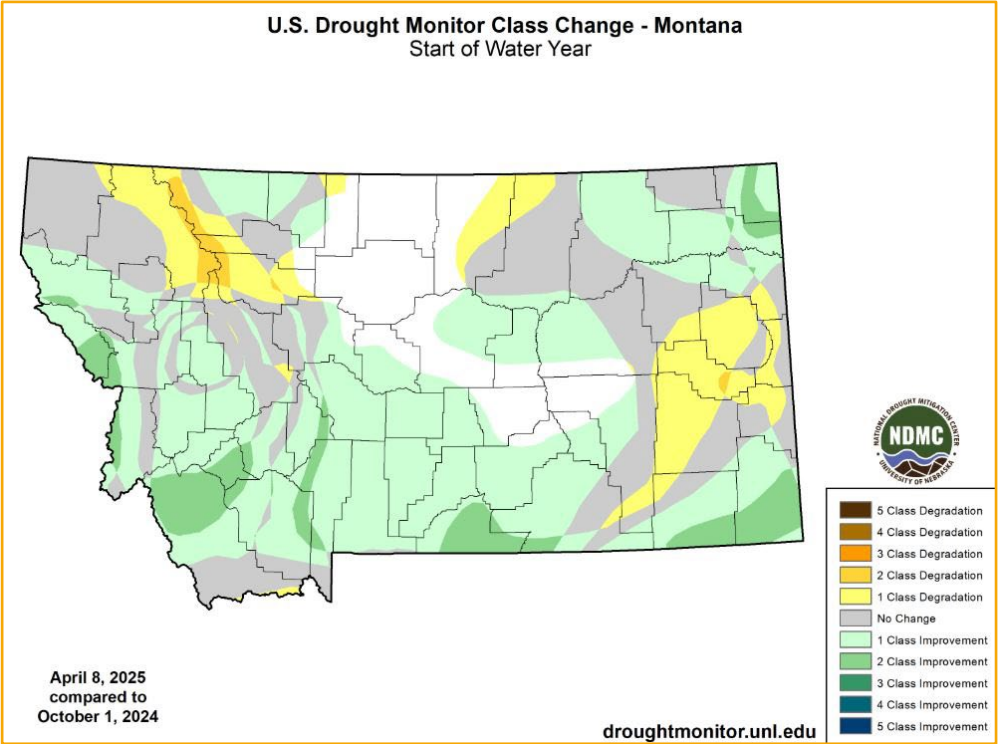 U.S. Drought Monitor Class Change - Montana
Start of Water Year
NATIONAL DROUGHT MITIGATION CENTER
NDMC
UNIVERSITY OF NEBRASKA
5 Class Degradation
4 Class Degradation
3 Class Degradation
2 Class Degradation
1 Class Degradation
No Change
1 Class Improvement
2 Class Improvement
3 Class Improvement
4 Class Improvement
5 Class Improvement
April 8, 2025
compared to
October 1, 2024
droughtmonitor.unl.edu